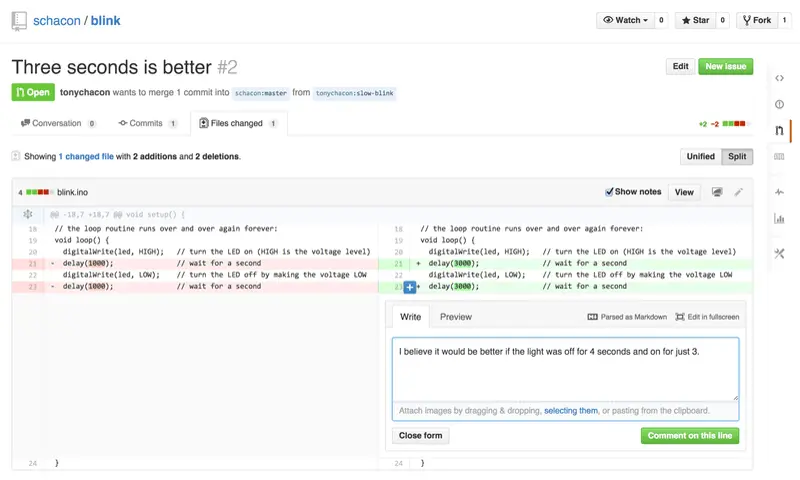 schacon / blink
Watch 0 Star 0 Fork 1
Three seconds is better #2
Edit New issue
Open tonychacon wants to merge 1 commit into schacon:master from tonychacon:slow-blink
Conversation 0 Commits 1 Files changed 1 +2 −2
Showing 1 changed file with 2 additions and 2 deletions. Unified Split
4 blink.ino Show notes View
@@ -18,7 +18,7 @@ void setup() {
18 // the loop routine runs over and over again forever: 18 // the loop routine runs over and over again forever:
19 void loop() { 19 void loop() {
20 digitalWrite(led, HIGH); // turn the LED on (HIGH is the voltage level) 20 digitalWrite(led, HIGH); // turn the LED on (HIGH is the voltage level)
21 - delay(1000); // wait for a second 21 + delay(3000); // wait for a second
22 digitalWrite(led, LOW); // turn the LED off by making the voltage LOW 22 digitalWrite(led, LOW); // turn the LED off by making the voltage LOW
23 - delay(1000); // wait for a second 23 + delay(3000); // wait for a second
Write Preview Parsed as Markdown Edit in fullscreen
I believe it would be better if the light was off for 4 seconds and on for just 3.
Attach images by dragging & dropping, selecting them, or pasting from the clipboard.
Close form Comment on this line
24 } 24 }